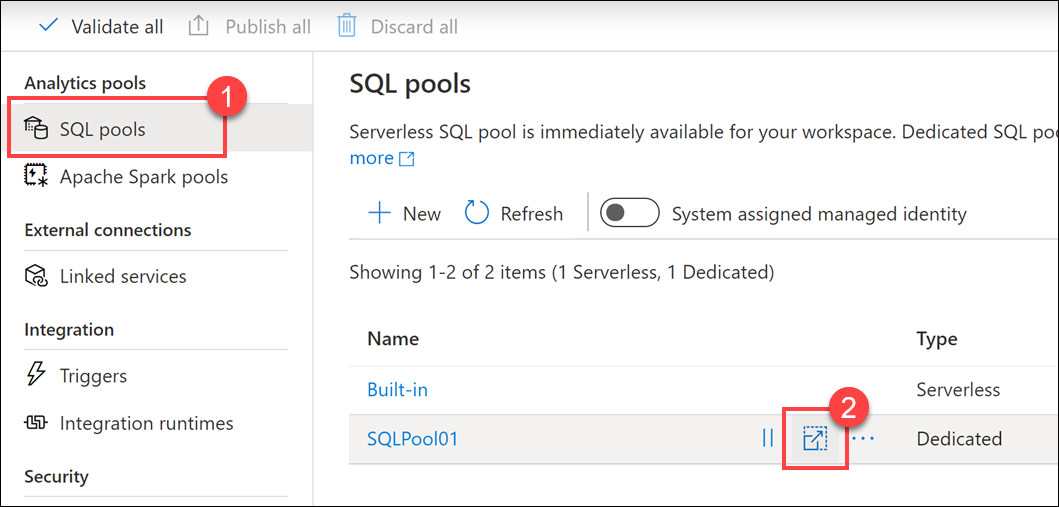 Validate all Publish all Discard all
Analytics pools
1
SQL pools
Apache Spark pools
External connections
Linked services
Integration
Triggers
Integration runtimes
Security
SQL pools
Serverless SQL pool is immediately available for your workspace. Dedicated SQL poo
more
New Refresh System assigned managed identity
Showing 1-2 of 2 items (1 Serverless, 1 Dedicated)
Name Type
Built-in Serverless
2
SQLPool01 Dedicated